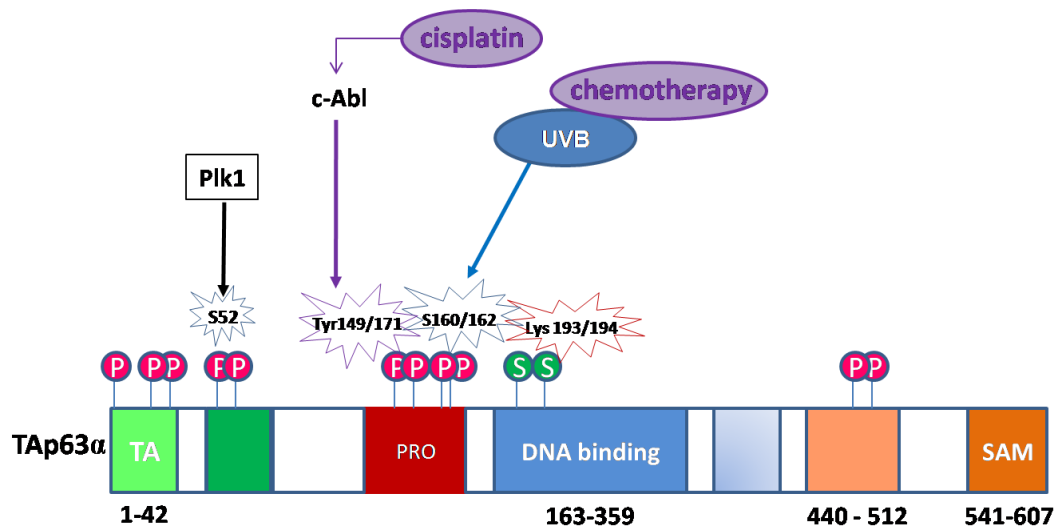 cisplatin
chemotherapy
c-Abl
UVB
Plk1
S52
Tyr149/171
S160/162
Lys 193/194
P P P P P P P P P S S P P
TAp63α
TA
PRO
DNA binding
SAM
1-42
163-359
440 - 512
541-607